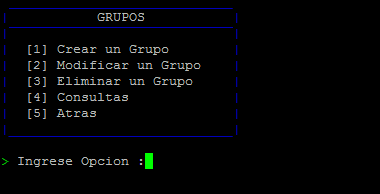 GRUPOS
[1] Crear un Grupo
[2] Modificar un Grupo
[3] Eliminar un Grupo
[4] Consultas
[5] Atras
> Ingrese Opcion :